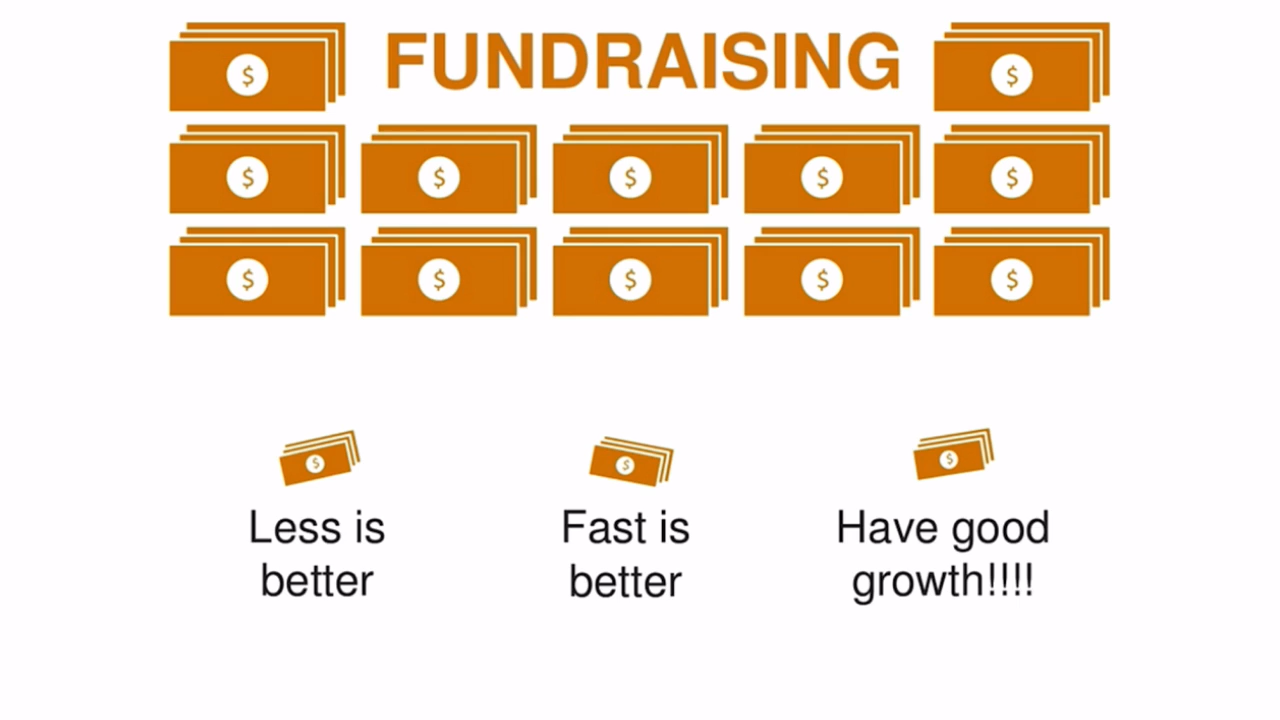 $ FUNDRAISING $
$ $ $ $ $
$ $ $ $ $
$ $ $
Less is
better
Fast is
better
Have good
growth!!!!